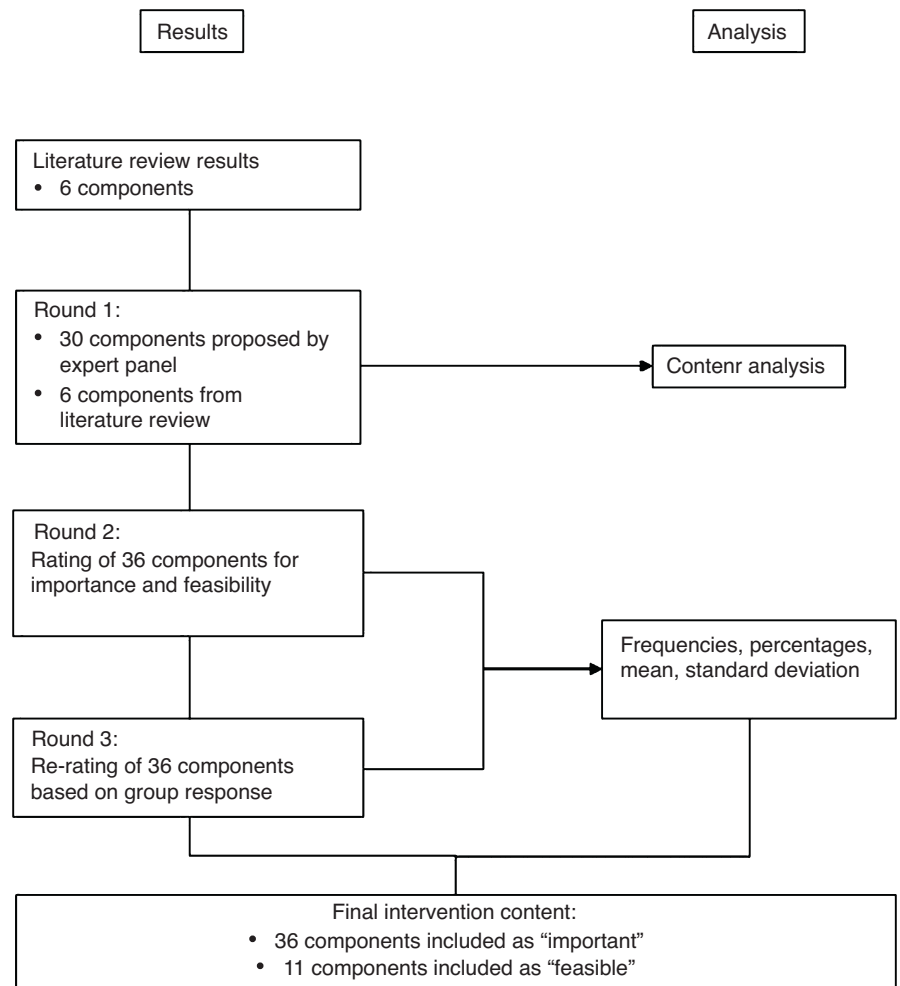 Results
Analysis
Literature review results
• 6 components
Round 1:
• 30 components proposed by
expert panel
• 6 components from
literature review
Contenr analysis
Round 2:
Rating of 36 components for
importance and feasibility
Frequencies, percentages,
mean, standard deviation
Round 3:
Re-rating of 36 components
based on group response
Final intervention content:
• 36 components included as “important”
• 11 components included as “feasible”